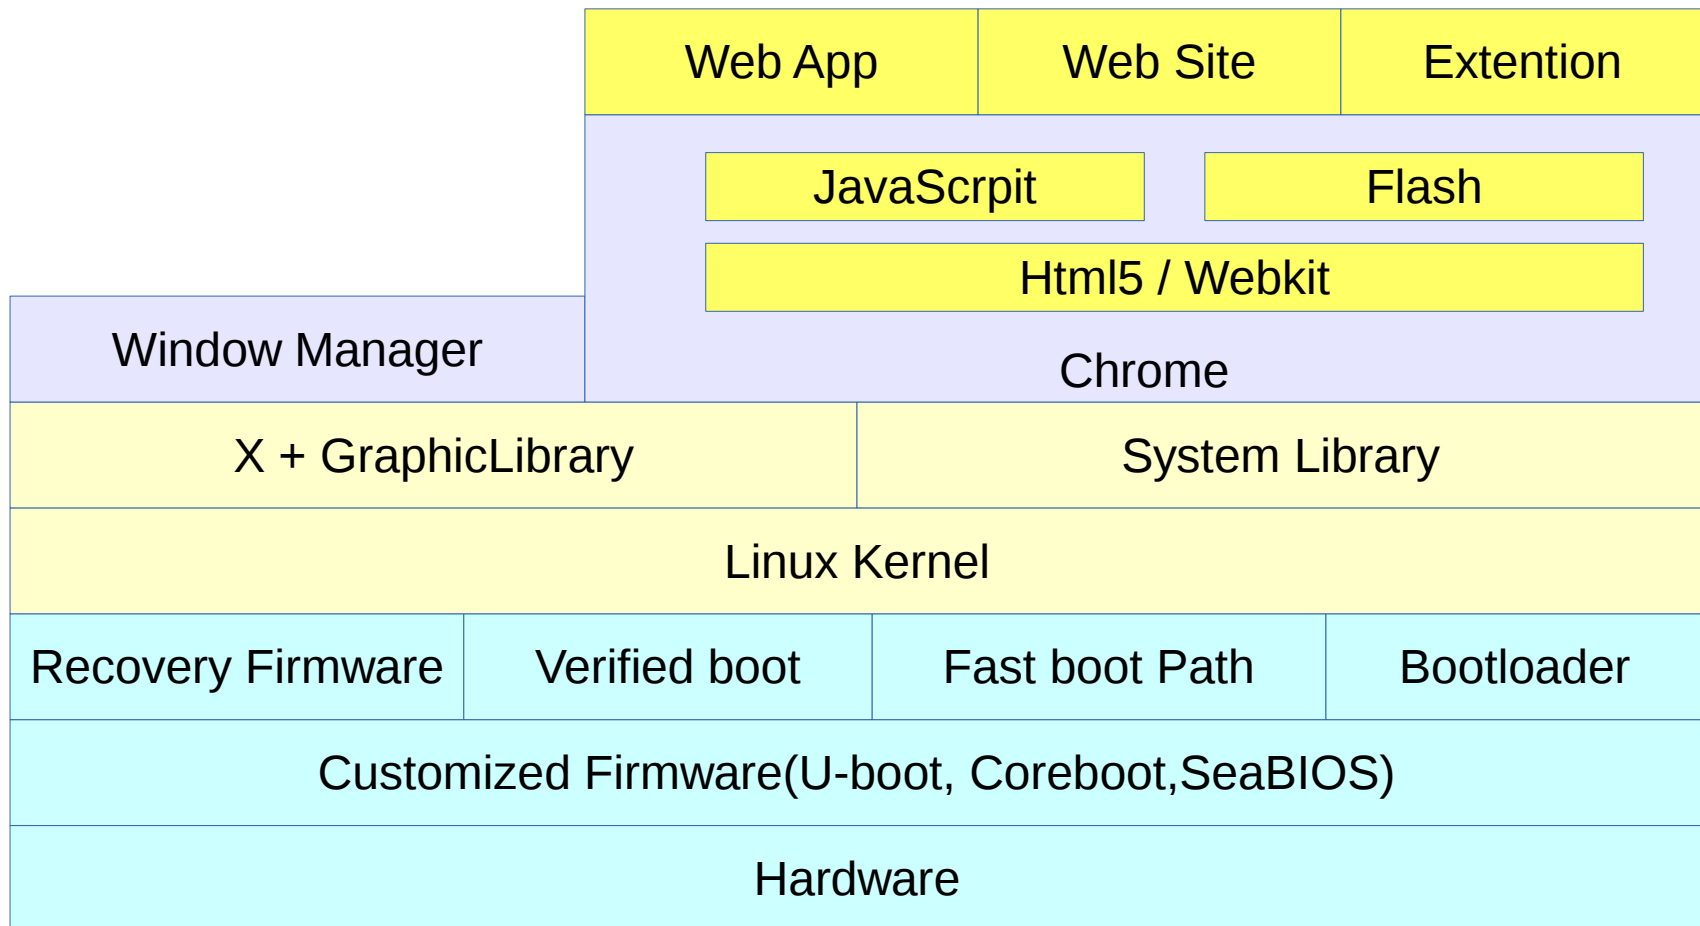 Web App
Web Site
Extention
JavaScrpit
Flash
Html5 / Webkit
Window Manager
Chrome
X + GraphicLibrary
System Library
Linux Kernel
Recovery Firmware
Verified boot
Fast boot Path
Bootloader
Customized Firmware(U-boot, Coreboot,SeaBIOS)
Hardware